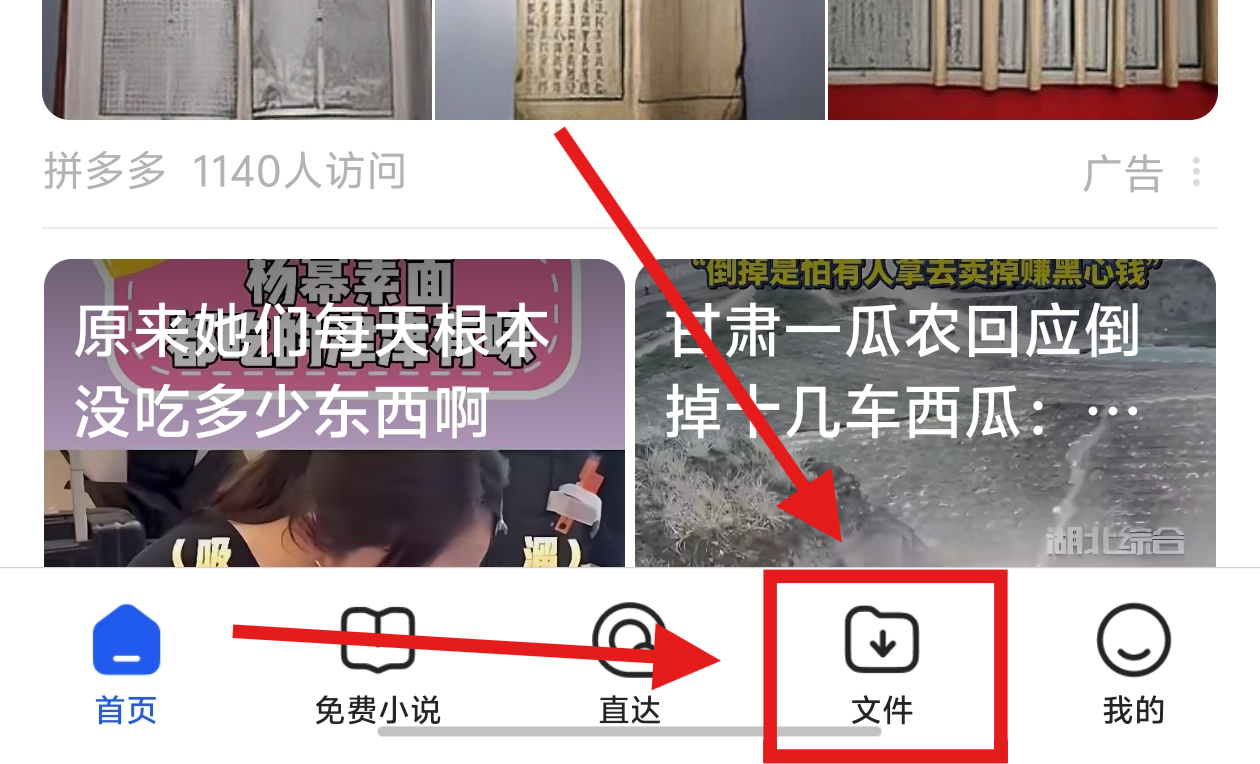 拼多多 1140人访问
广告
杨幂素面
原来她们每天根本
没吃多少东西啊
“倒掉是怕有人拿去卖掉赚黑心钱”
甘肃一瓜农回应倒
掉十几车西瓜：…
湖北综合
首页
免费小说
直达
文件
我的